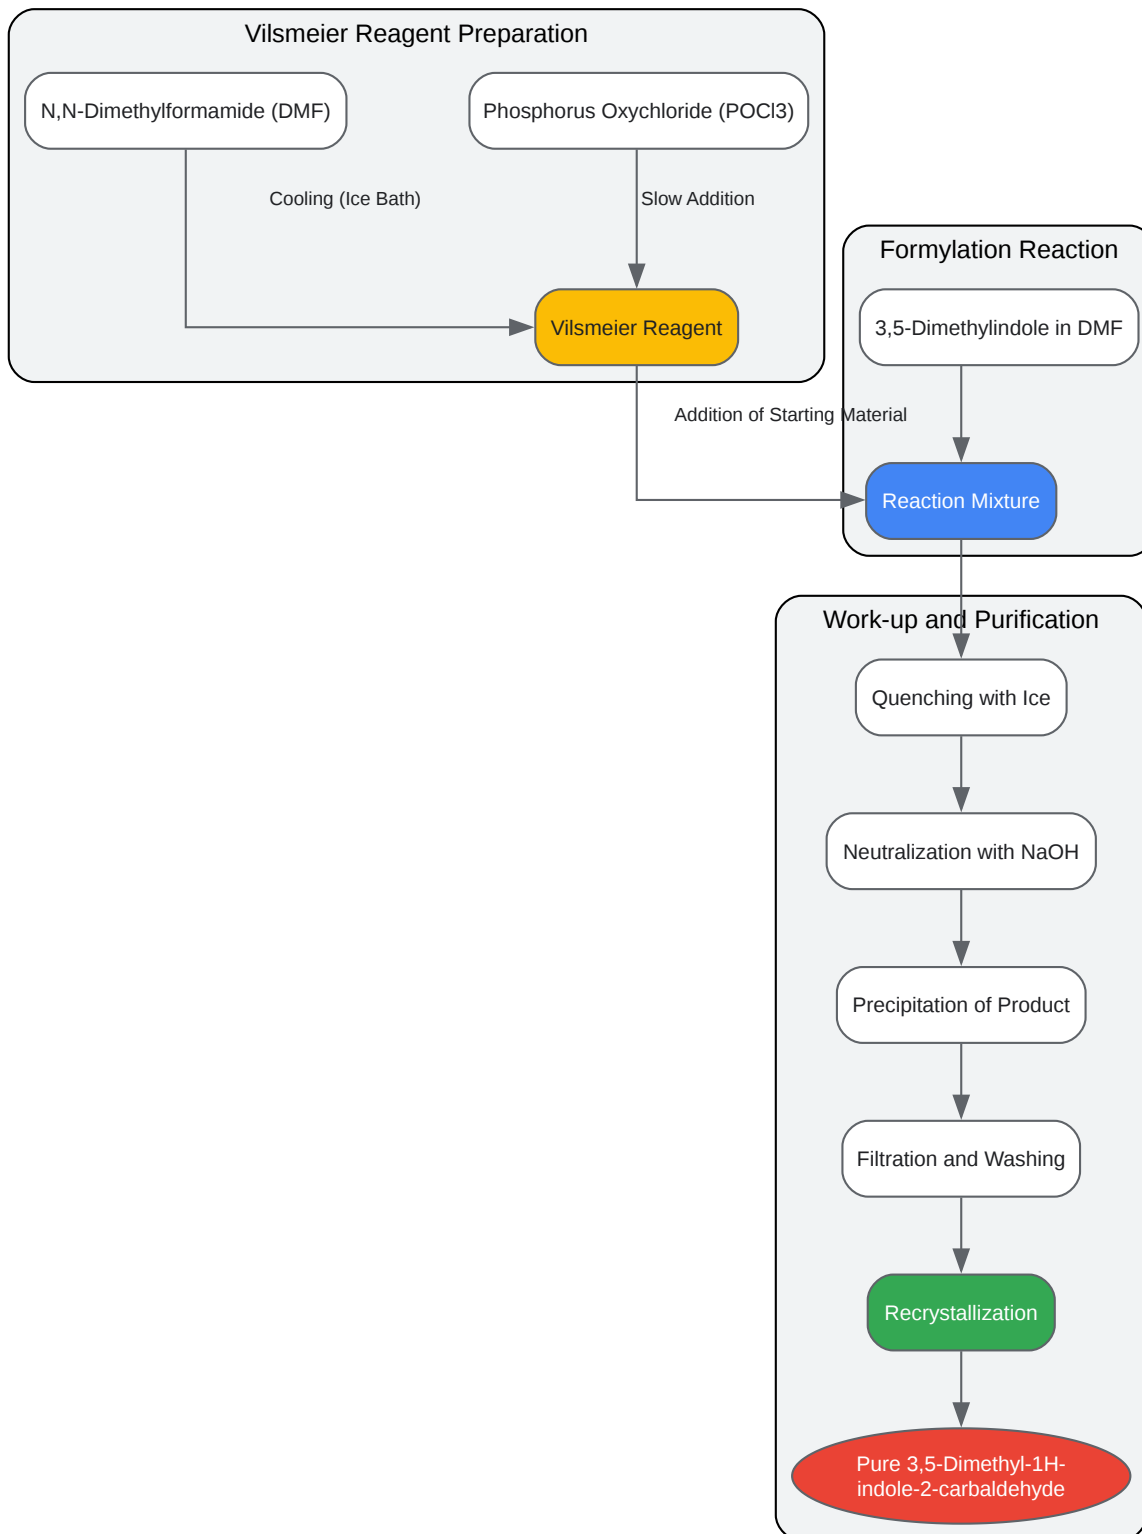 Vilsmeier Reagent Preparation
N,N-Dimethylformamide (DMF)
Phosphorus Oxychloride (POCl3)
Cooling (Ice Bath)
Slow Addition
Vilsmeier Reagent
Formylation Reaction
3,5-Dimethylindole in DMF
Addition of Starting Material
Reaction Mixture
Work-up and Purification
Quenching with Ice
Neutralization with NaOH
Precipitation of Product
Filtration and Washing
Recrystallization
Pure 3,5-Dimethyl-1H-
indole-2-carbaldehyde